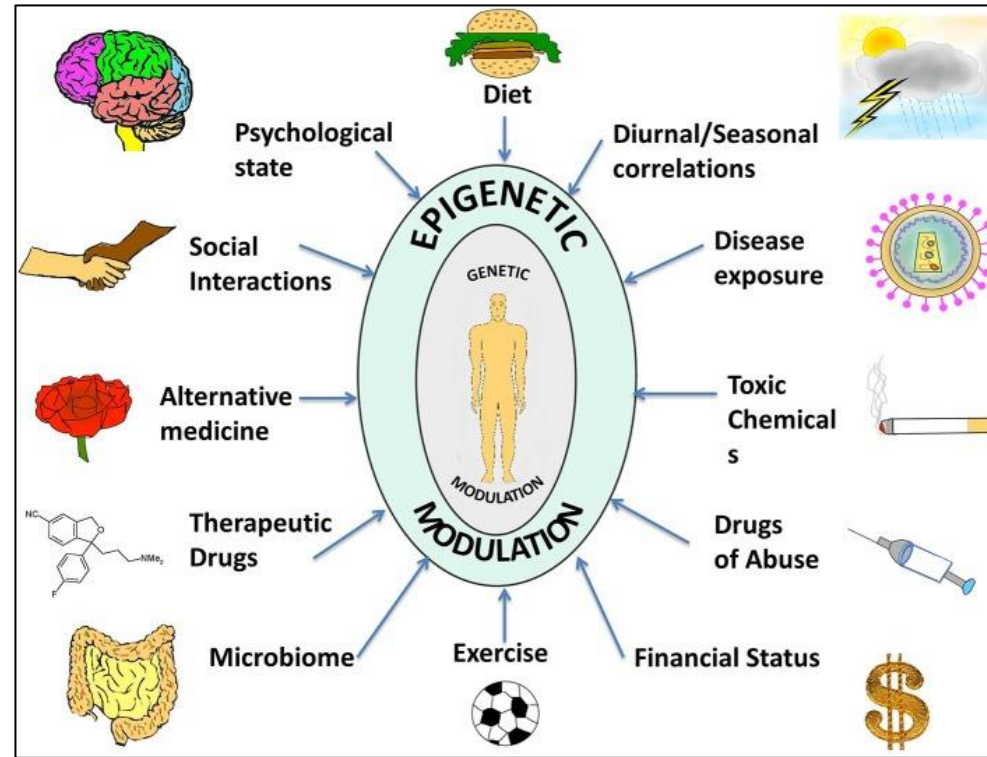 Diet
Psychological
state
Diurnal/Seasonal
correlations
EPIGENETIC
Social
Interactions
Disease
exposure
GENETIC
Alternative
medicine
Toxic
Chemical
s
MODULATION
MODULATION
NC
O
NMe₂
F
Therapeutic
Drugs
Drugs
of Abuse
Microbiome
Exercise
Financial Status
$